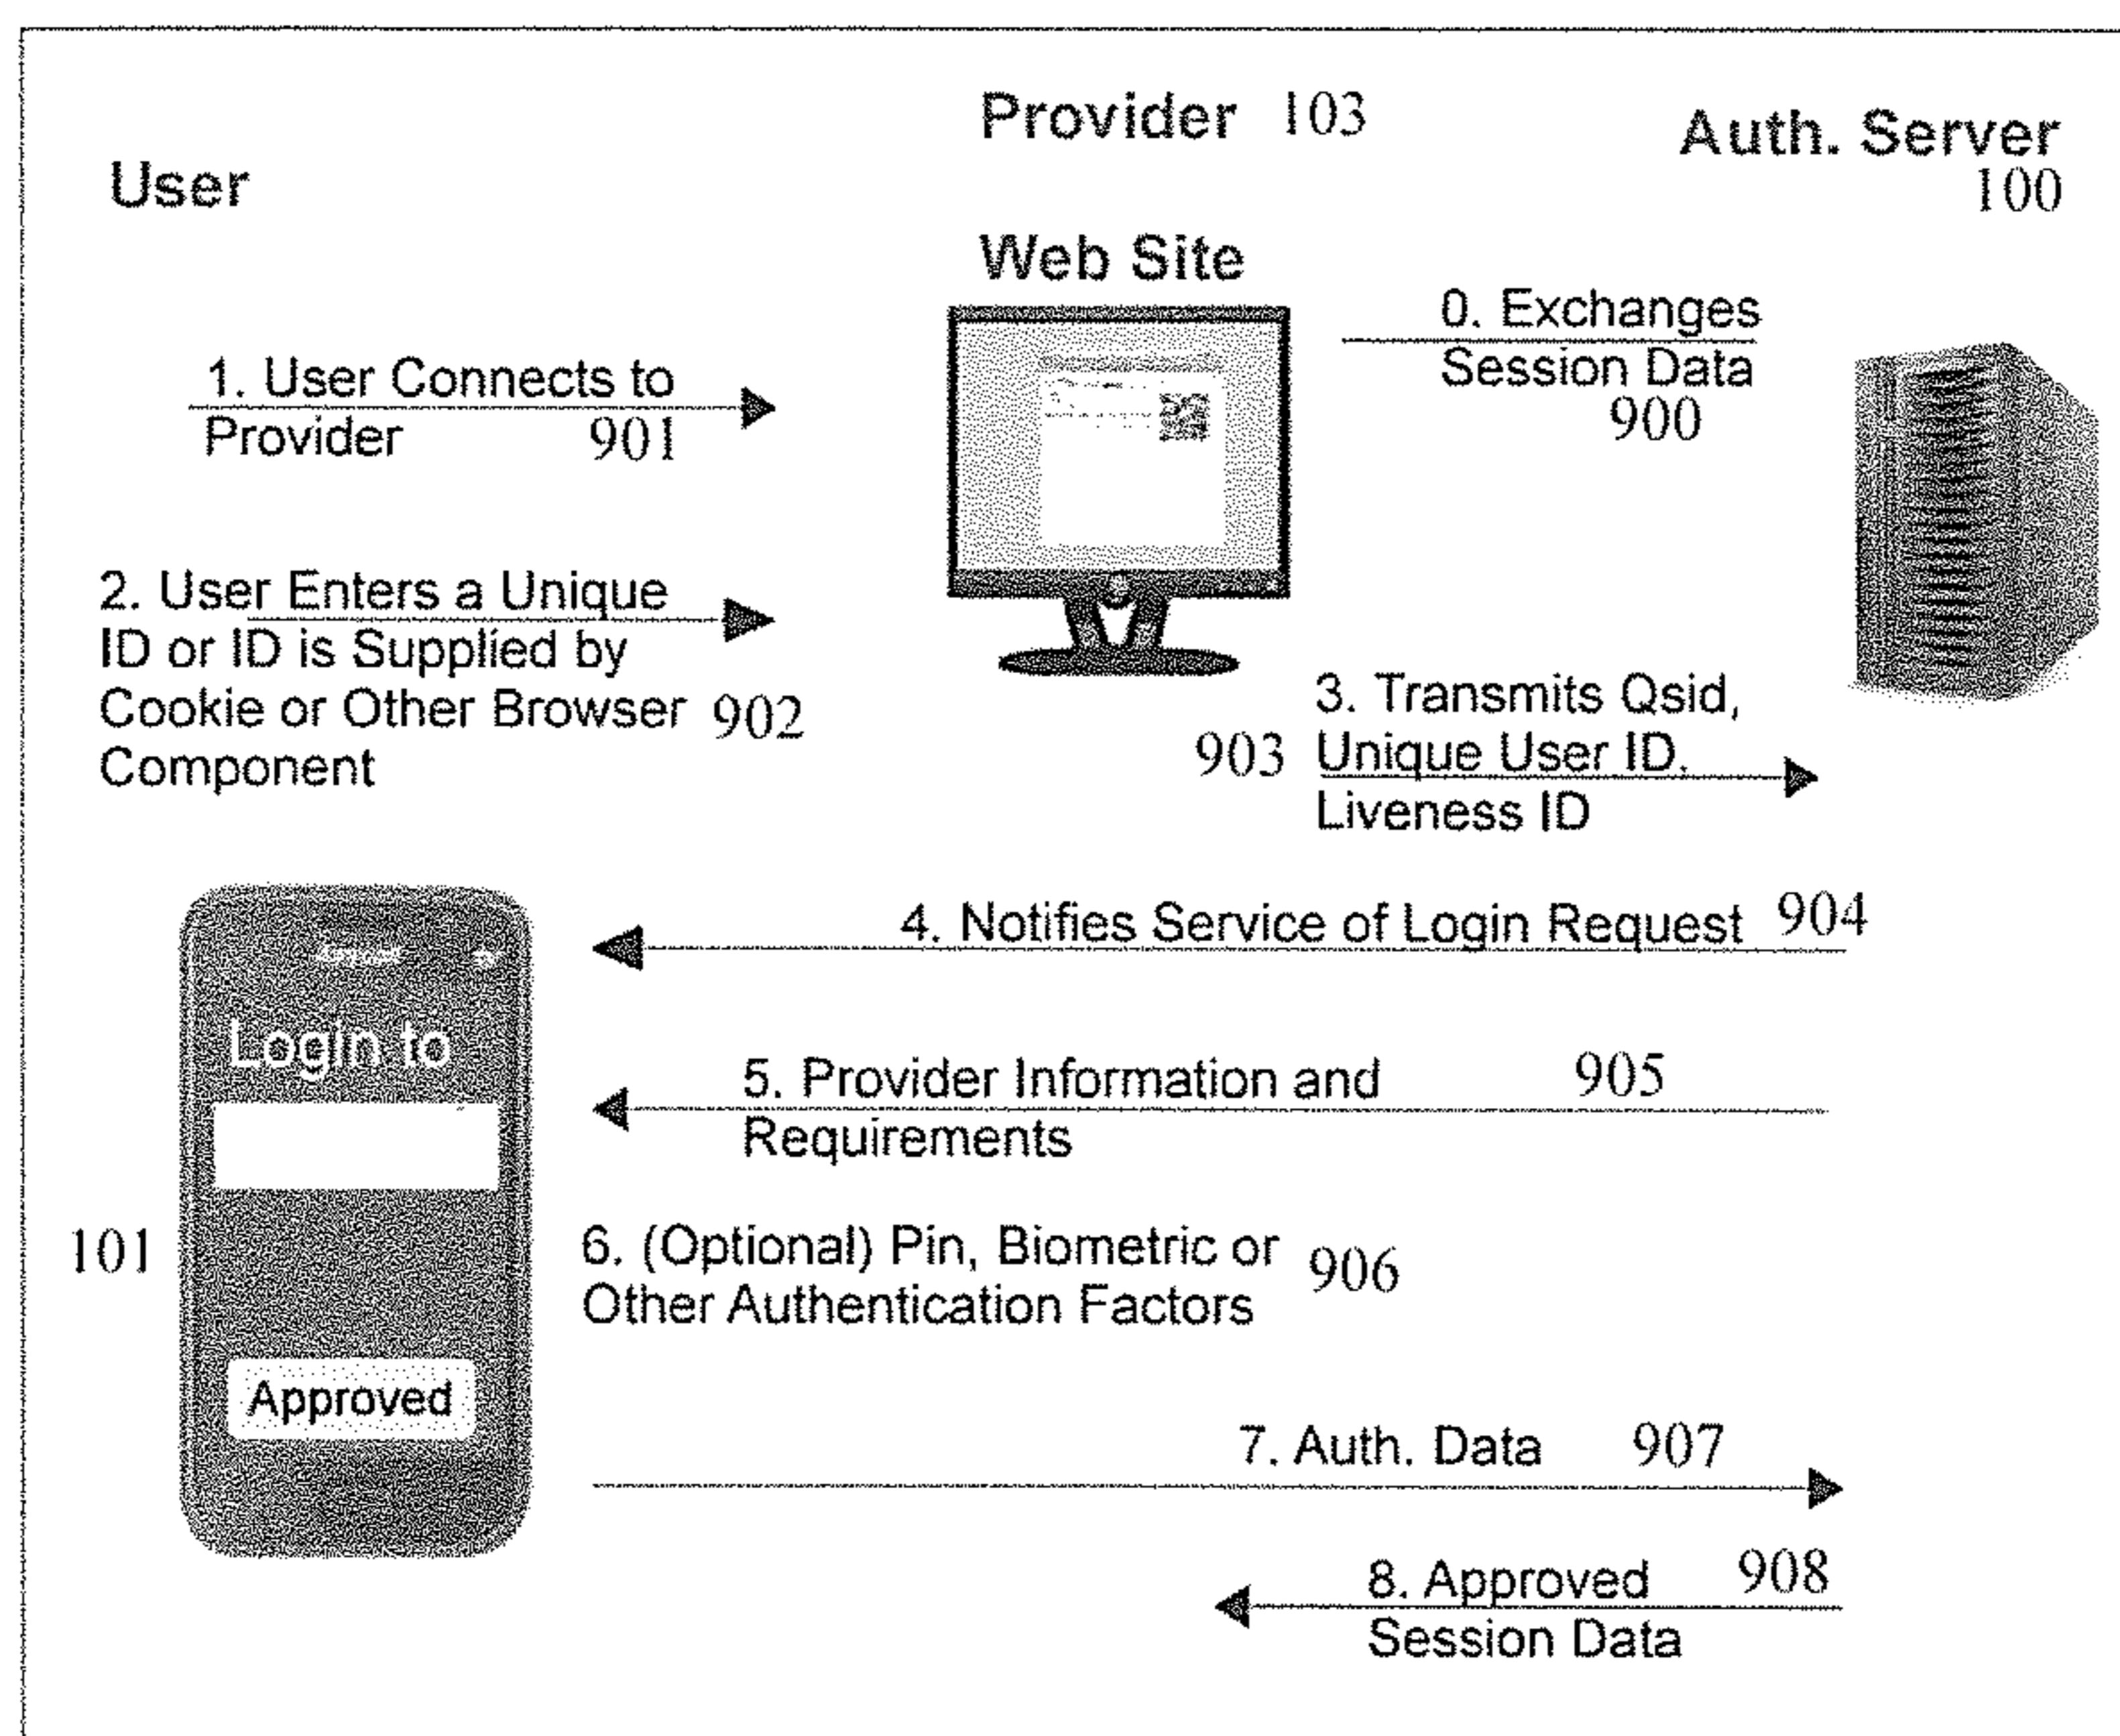 Provider 103
Auth. Server
100
User
Web Site
0. Exchanges
Session Data
900
1. User Connects to
Provider 901
2. User Enters a Unique
ID or ID is Supplied by
Cookie or Other Browser 902
Component
3. Transmits Qsid,
903 Unique User ID.
Liveness ID
4. Notifies Service of Login Request 904
Login to
5. Provider Information and 905
Requirements
101
6. (Optional) Pin, Biometric or
Other Authentication Factors 906
Approved
7. Auth. Data 907
8. Approved 908
Session Data